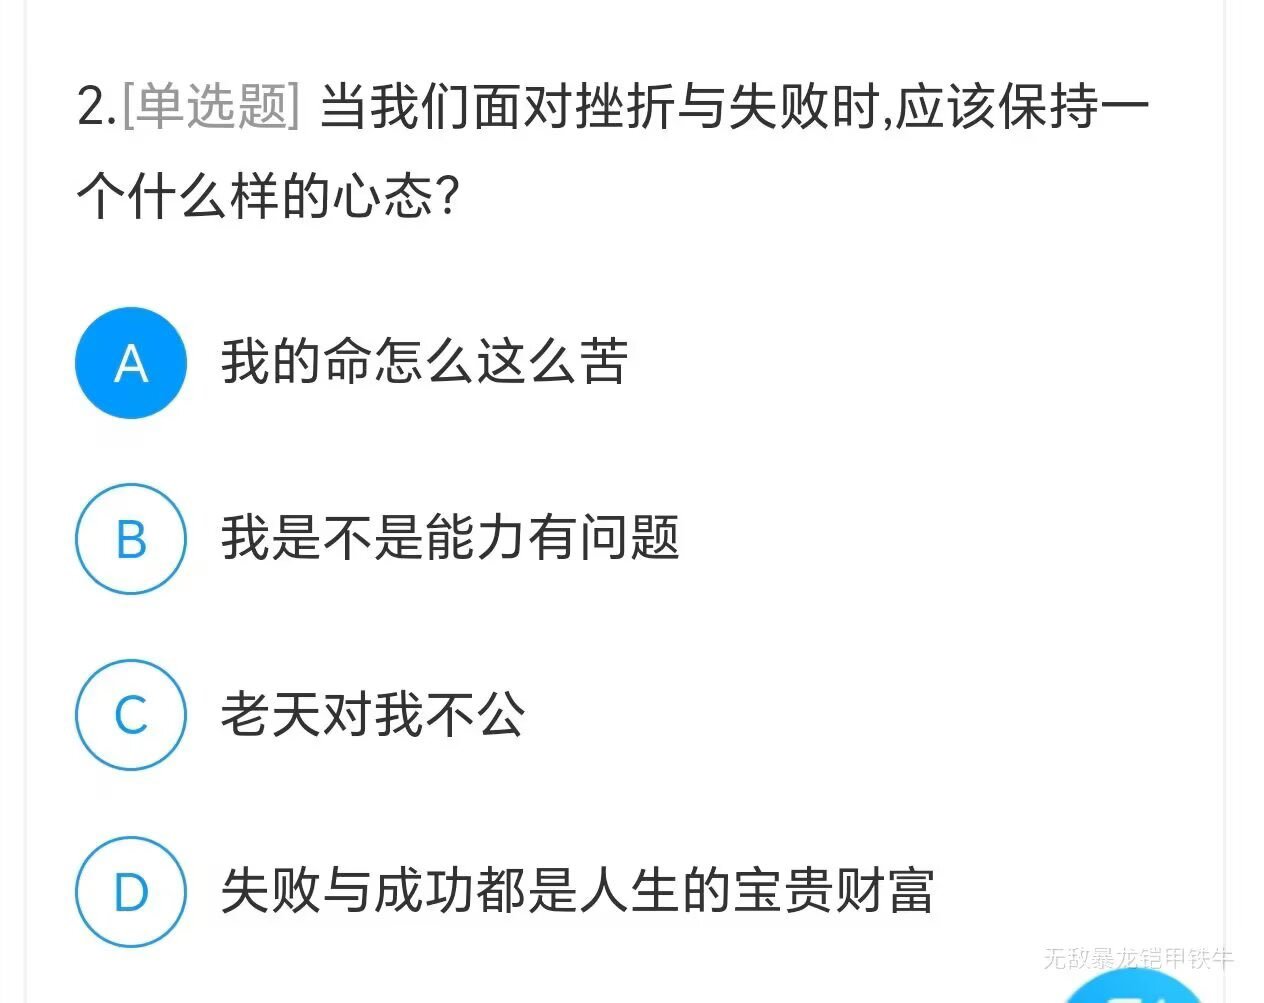 2.[单选题] 当我们面对挫折与失败时,应该保持一
个什么样的心态?
A 我的命怎么这么苦
B 我是不是能力有问题
C 老天对我不公
D 失败与成功都是人生的宝贵财富
无敌暴龙铠甲铁牛